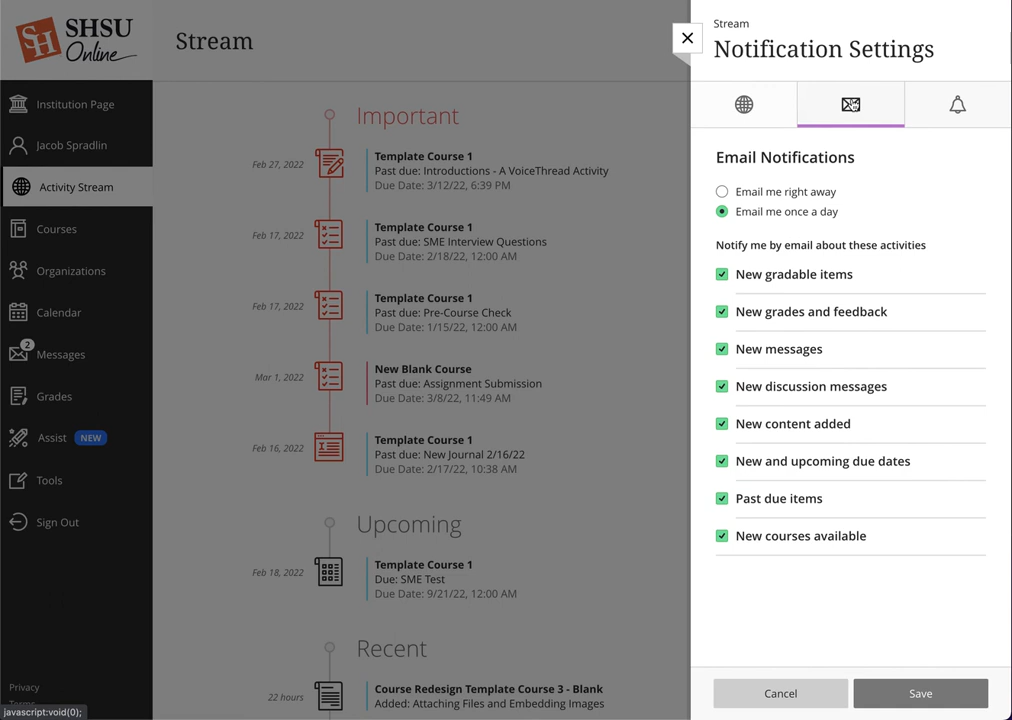 SH
SHSU
Online
Institution Page
Jacob Spradlin
Activity Stream
Courses
Organizations
Calendar
2
Messages
Grades
Assist NEW
Tools
Sign Out
Privacy
Terms
javascript:void(0);
Stream
Important
Feb 27, 2022
Template Course 1
Past due: Introductions - A VoiceThread Activity
Due Date: 3/12/22, 6:39 PM
Feb 17, 2022
Template Course 1
Past due: SME Interview Questions
Due Date: 2/18/22, 12:00 AM
Feb 17, 2022
Template Course 1
Past due: Pre-Course Check
Due Date: 1/15/22, 12:00 AM
Mar 1, 2022
New Blank Course
Past due: Assignment Submission
Due Date: 3/8/22, 11:49 AM
Feb 16, 2022
Template Course 1
Past due: New Journal 2/16/22
Due Date: 2/17/22, 10:38 AM
Upcoming
Feb 18, 2022
Template Course 1
Due: SME Test
Due Date: 9/21/22, 12:00 AM
Recent
22 hours
Course Redesign Template Course 3 - Blank
Added: Attaching Files and Embedding Images
Stream
Notification Settings
Email Notifications
Email me right away
Email me once a day
Notify me by email about these activities
New gradable items
New grades and feedback
New messages
New discussion messages
New content added
New and upcoming due dates
Past due items
New courses available
Cancel
Save